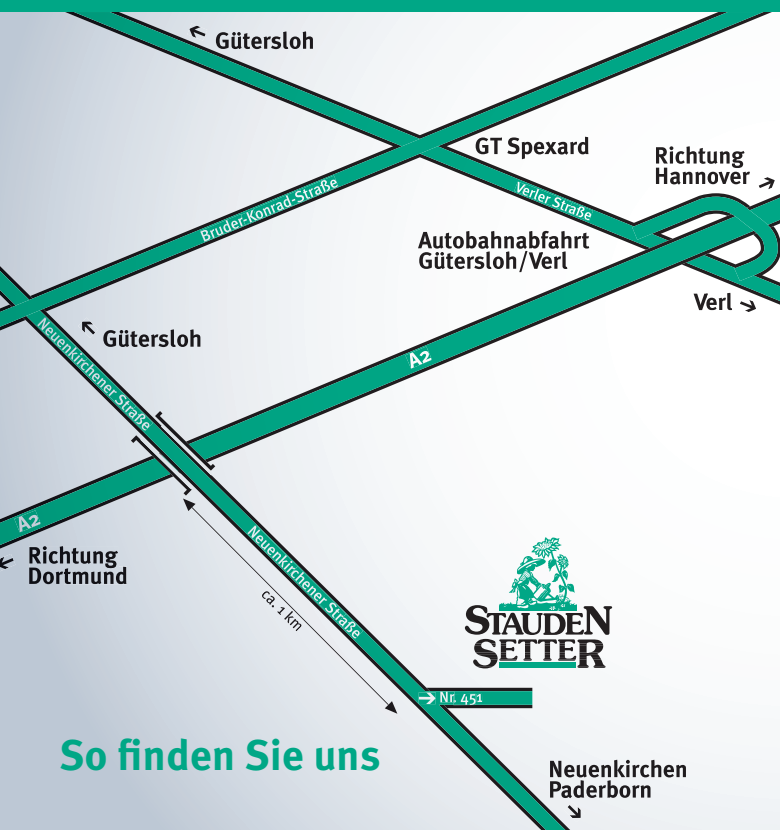 Gütersloh
GT Spexard
Richtung
Hannover
Verler Straße
Bruder-Konrad-Straße
Autobahnabfahrt
Gütersloh/Verl
Verl
Gütersloh
Neuenkirchener Straße
A2
A2
Richtung
Dortmund
Neuenkirchener Straße
ca. 1 km
STAUDEN
SETTER
Nr. 451
So finden Sie uns
Neuenkirchen
Paderborn